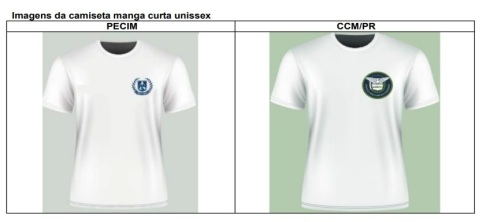 Imagens da camiseta manga curta unissex
PECIM
CCM/PR